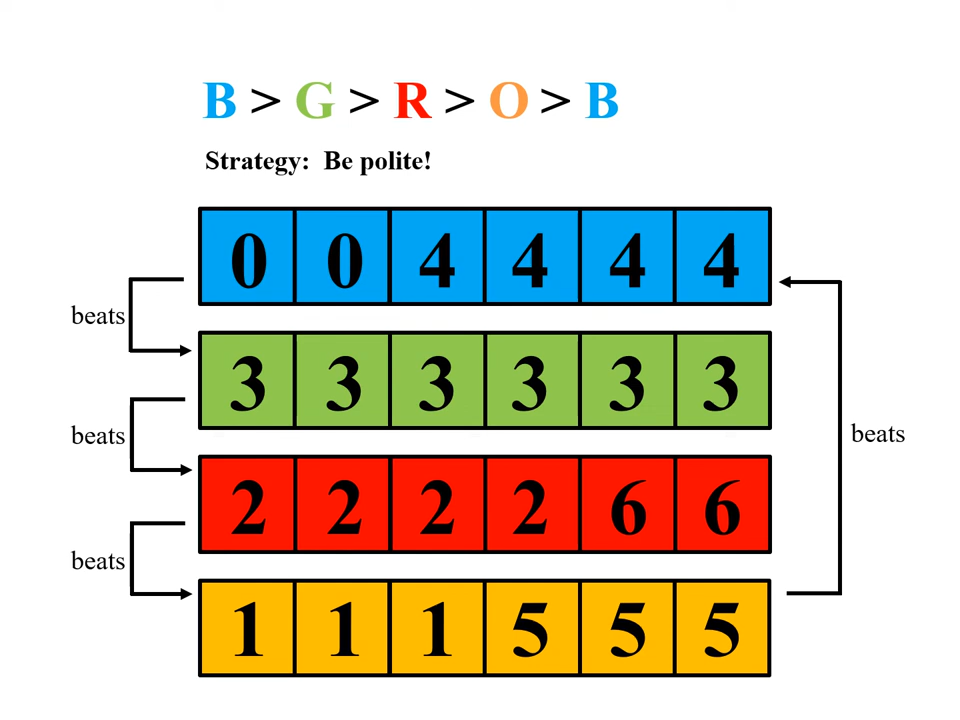 B > G > R > O > B
Strategy: Be polite!
0 0 4 4 4 4
beats
3 3 3 3 3 3
beats
beats
2 2 2 2 6 6
beats
1 1 1 5 5 5